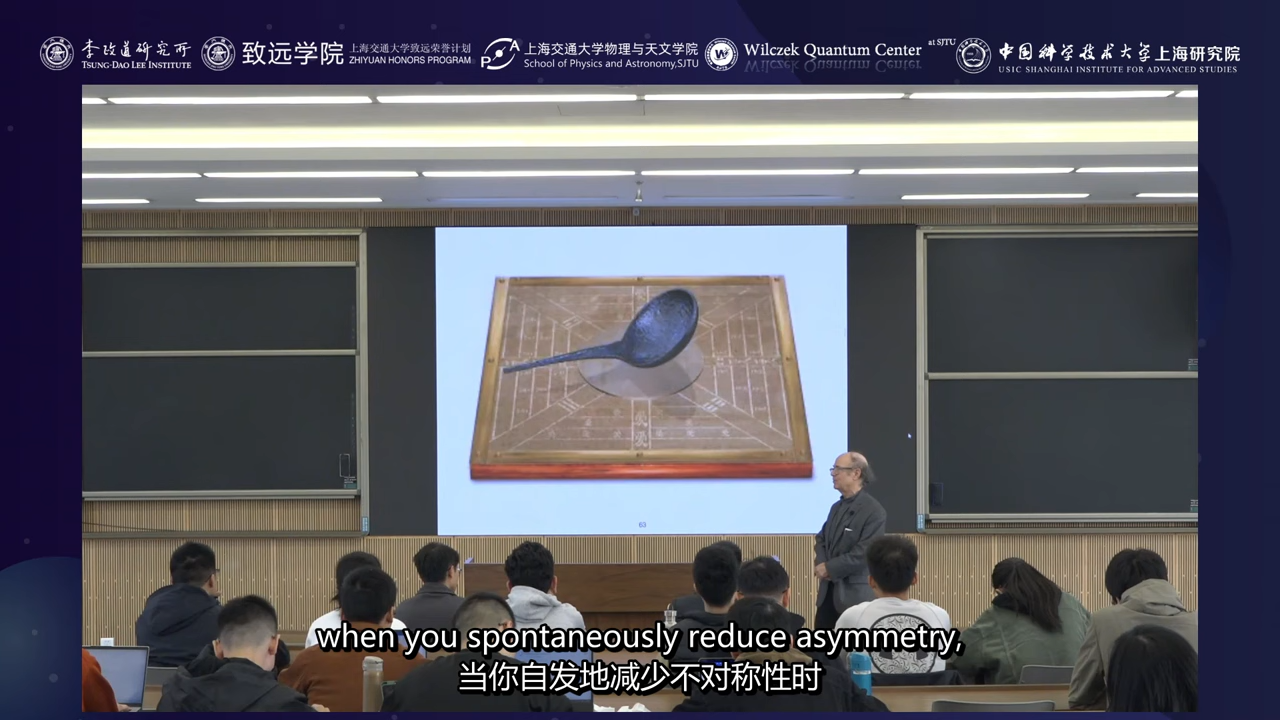 李政道研究所
TSUNG-DAO LEE INSTITUTE
致远学院
上海交通大学致远荣誉计划
ZHIYUAN HONORS PROGRAM
上海交通大学物理与天文学院
School of Physics and Astronomy,SJTU
Wilczek Quantum Center
at SJTU
中国科学技术大学上海研究院
USTC SHANGHAI INSTITUTE FOR ADVANCED STUDIES
63
when you spontaneously reduce asymmetry,
当你自发地减少不对称性时